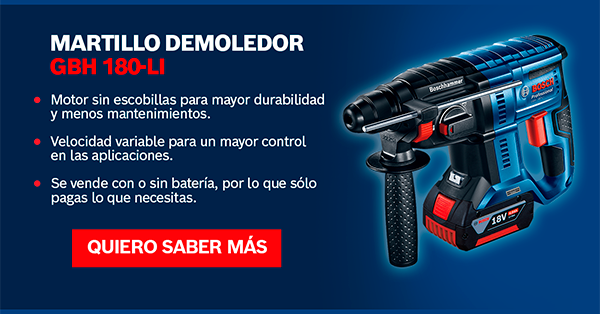 MARTILLO DEMOLEDOR
GBH 180-LI
Motor sin escobillas para mayor durabilidad
y menos mantenimientos.
Velocidad variable para un mayor control
en las aplicaciones.
Se vende con o sin batería, por lo que sólo
pagas lo que necesitas.
QUIERO SABER MÁS
Boschhammer
BOSCH
Professional
18V